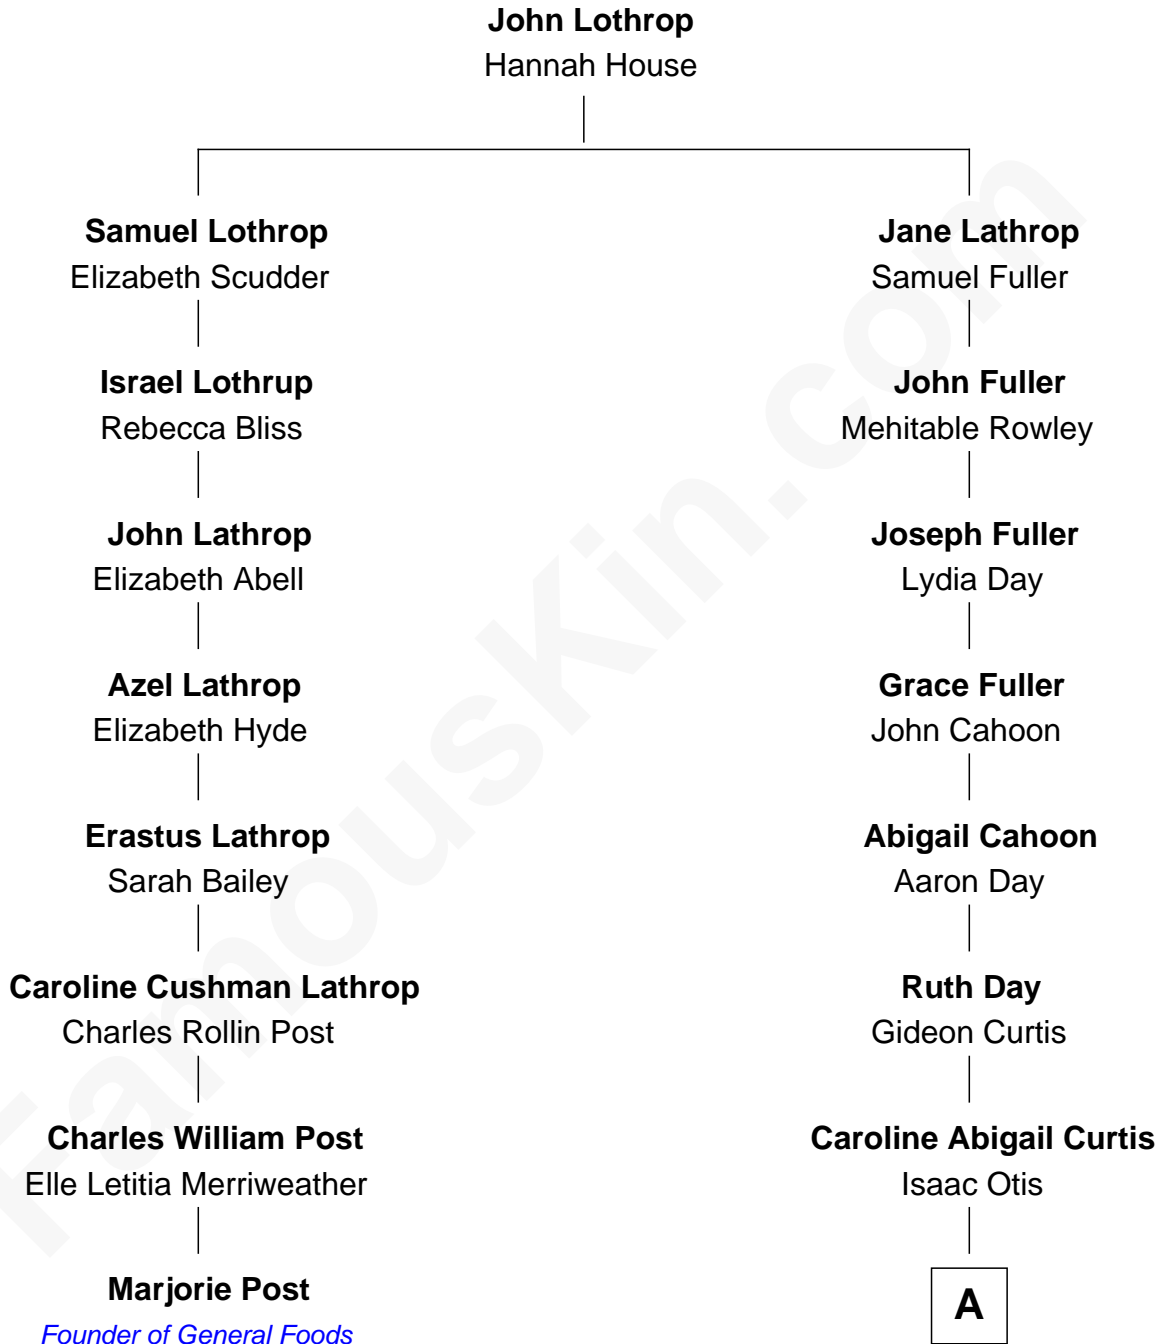 John Lothrop
Hannah House
Samuel Lothrop
Elizabeth Scudder
Israel Lothrup
Rebecca Bliss
John Lathrop
Elizabeth Abell
Azel Lathrop
Elizabeth Hyde
Erastus Lathrop
Sarah Bailey
Caroline Cushman Lathrop
Charles Rollin Post
Charles William Post
Elle Letitia Merriweather
Marjorie Post
Founder of General Foods
Jane Lathrop
Samuel Fuller
John Fuller
Mehitable Rowley
Joseph Fuller
Lydia Day
Grace Fuller
John Cahoon
Abigail Cahoon
Aaron Day
Ruth Day
Gideon Curtis
Caroline Abigail Curtis
Isaac Otis
A
FamousKin.com